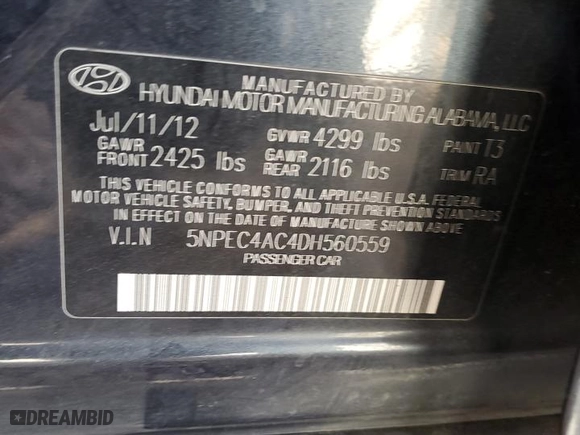 MANUFACTURED BY
HYUNDAI MOTOR MANUFACTURING ALABAMA, LLC
Jul/11/12 GVWR 4299 lbs PAINT T3
GAWR FRONT 2425 lbs GAWR REAR 2116 lbs TRIM RA
THIS VEHICLE CONFORMS TO ALL APPLICABLE U.S.A. FEDERAL
MOTOR VEHICLE SAFETY, BUMPER, AND THEFT PREVENTION STANDARDS
IN EFFECT ON THE DATE OF MANUFACTURE SHOWN ABOVE.
V.I.N 5NPEC4AC4DH560559
PASSENGER CAR
DREAMBID